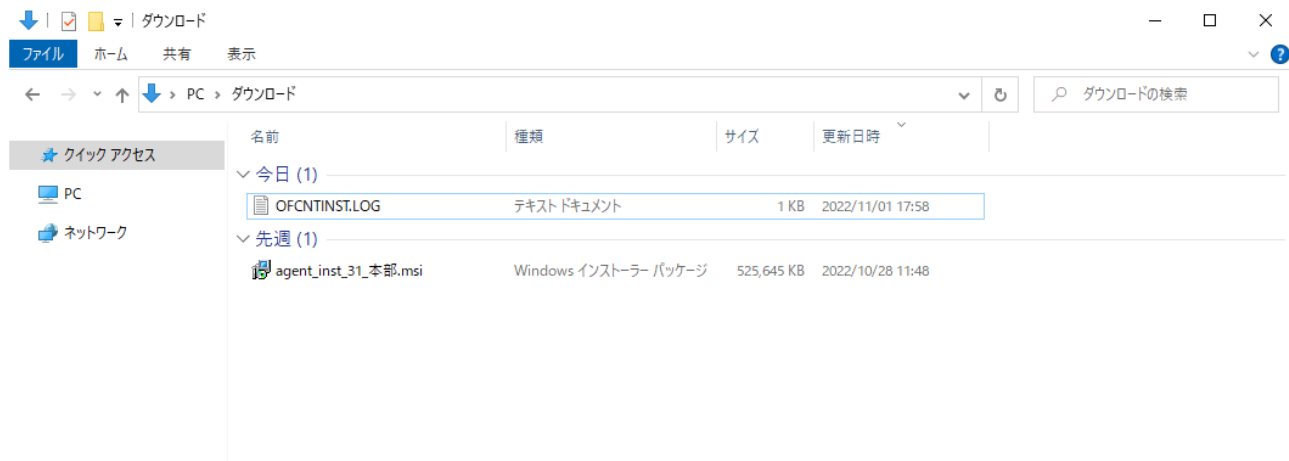 ダウンロード
ファイル ホーム 共有 表示
PC ダウンロード ダウンロードの検索
名前 種類 サイズ 更新日時
クイック アクセス
今日 (1)
PC
OFCNTINST.LOG テキスト ドキュメント 1 KB 2022/11/01 17:58
ネットワーク
先週 (1)
agent_inst_31_本部.msi Windows インストーラー パッケージ 525,645 KB 2022/10/28 11:48